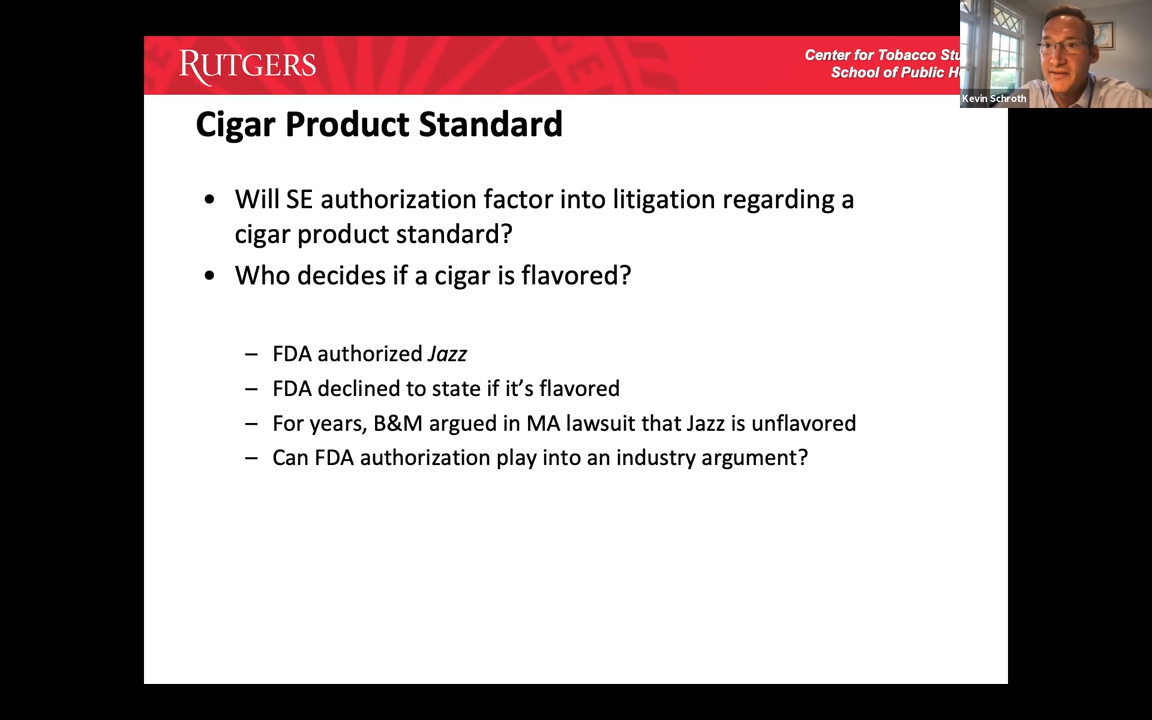 RUTGERS
Center for Tobacco
School of Public
Kevin Schroth
Cigar Product Standard
• Will SE authorization factor into litigation regarding a
cigar product standard?
• Who decides if a cigar is flavored?
– FDA authorized Jazz
– FDA declined to state if it’s flavored
– For years, B&M argued in MA lawsuit that Jazz is unflavored
– Can FDA authorization play into an industry argument?